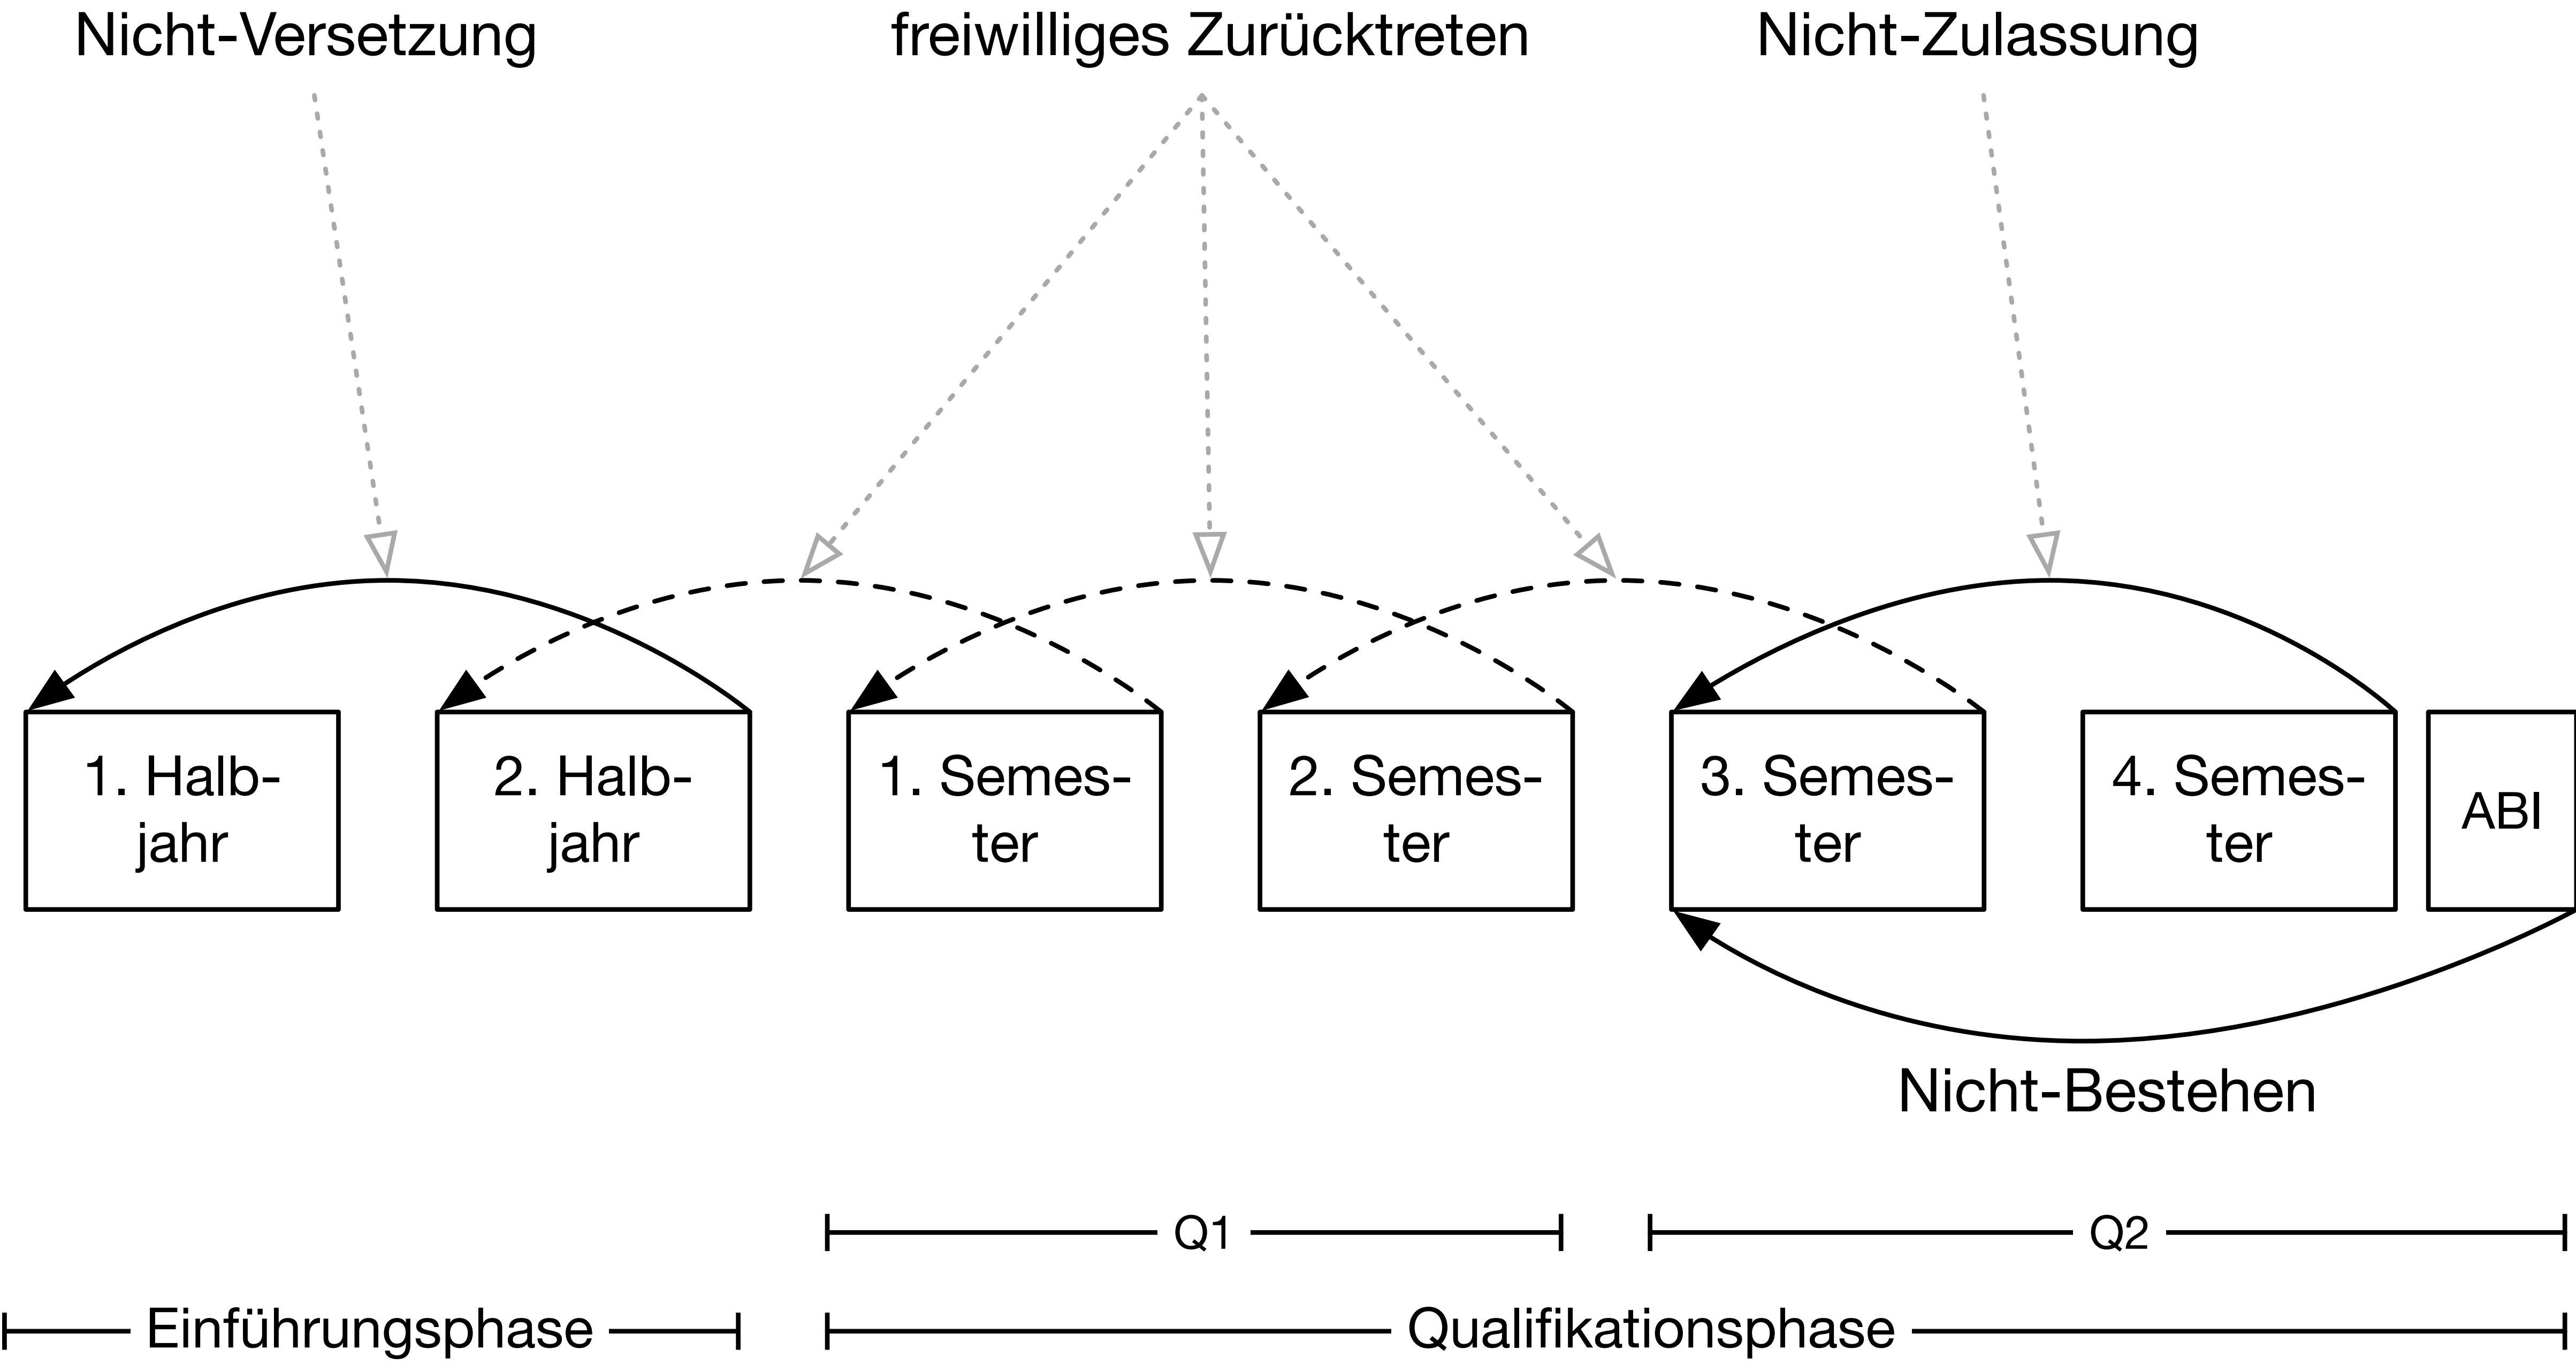 Nicht-Versetzung
freiwilliges Zurücktreten
Nicht-Zulassung
1. Halb-
jahr
2. Halb-
jahr
1. Semes-
ter
2. Semes-
ter
3. Semes-
ter
4. Semes-
ter
ABI
Nicht-Bestehen
Q1
Q2
Einführungsphase
Qualifikationsphase